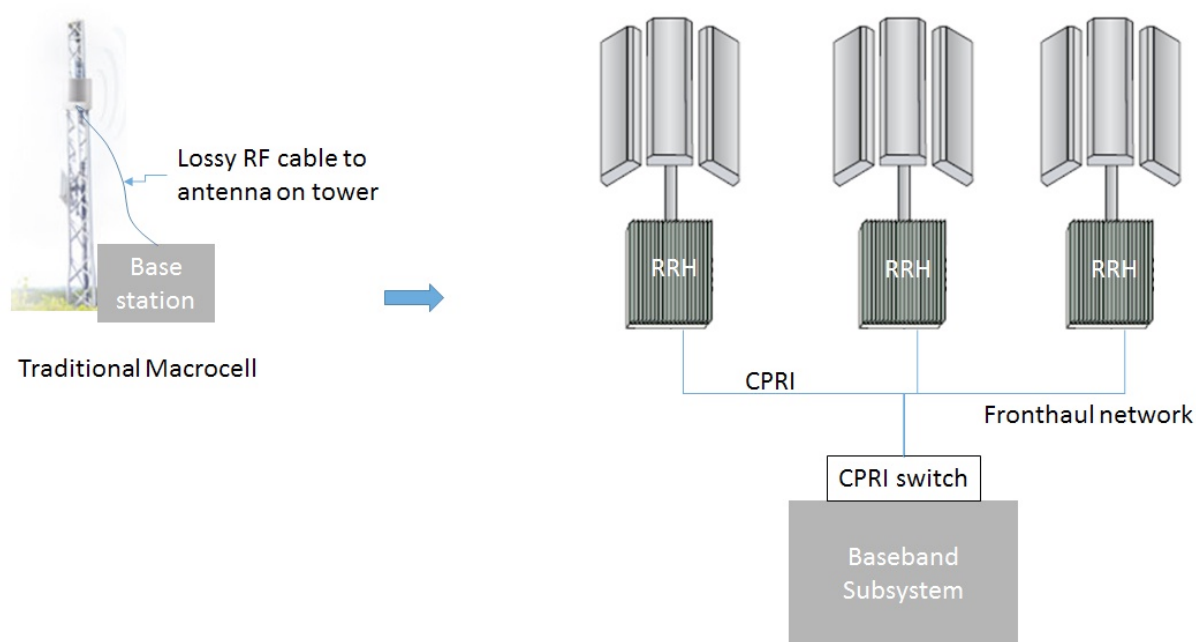 Lossy RF cable to
antenna on tower
Base
station
Traditional Macrocell
RRH
RRH
RRH
CPRI
Fronthaul network
CPRI switch
Baseband
Subsystem